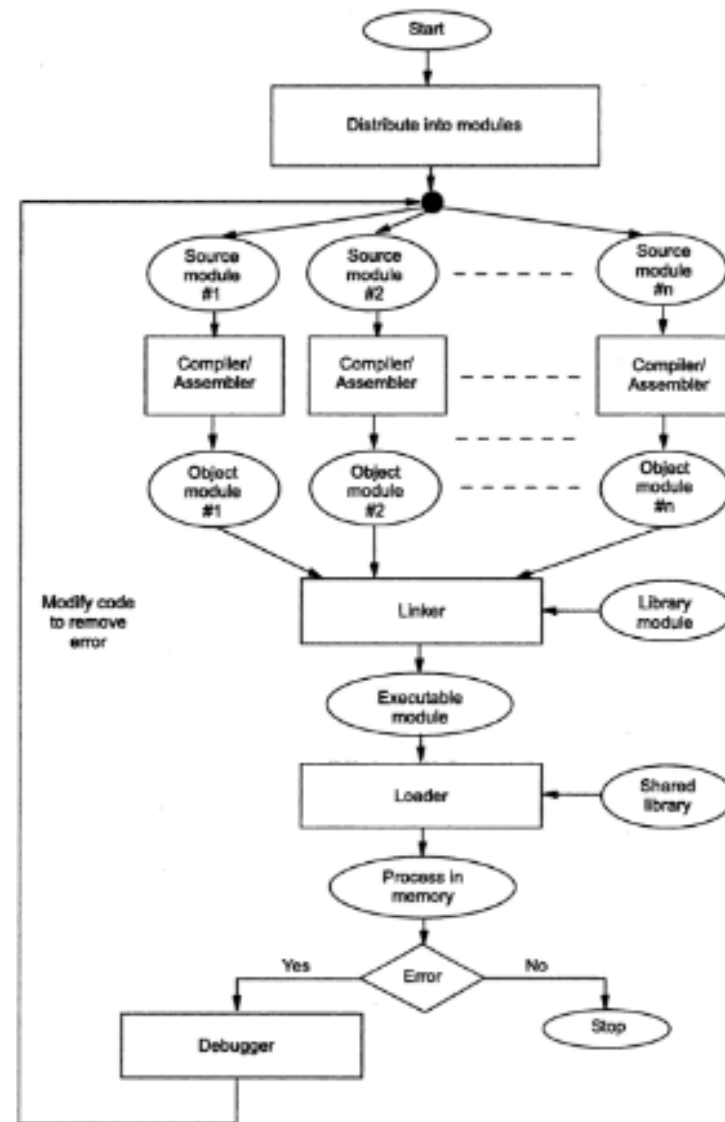 Start
Distribute into modules
Source
module
#1
Source
module
#2
Source
module
#n
Compiler/
Assembler
Compiler/
Assembler
Compiler/
Assembler
Object
module
#1
Object
module
#2
Object
module
#n
Modify code
to remove
error
Linker
Library
module
Executable
module
Loader
Shared
library
Process in
memory
Yes
Error
No
Debugger
Stop